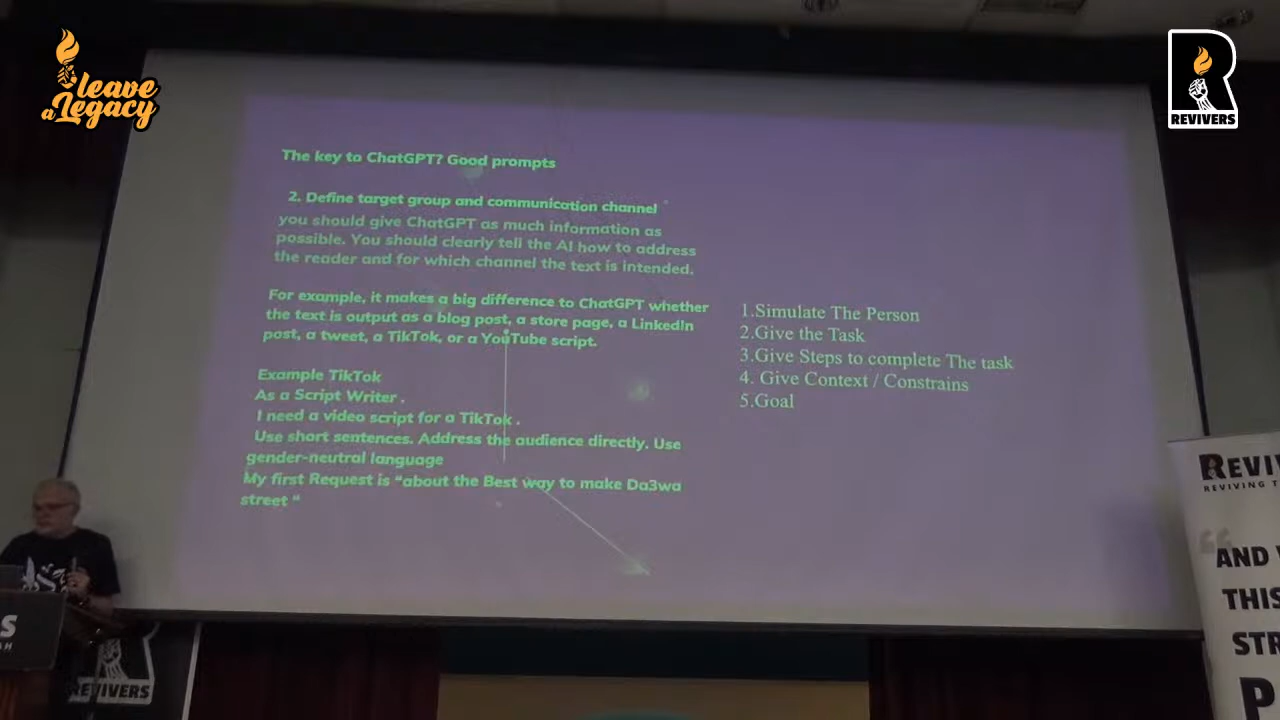 leave
a Legacy
R
REVIVERS
The key to ChatGPT? Good prompts
2. Define target group and communication channel
you should give ChatGPT as much information as
possible. You should clearly tell the AI how to address
the reader and for which channel the text is intended.
For example, it makes a big difference to ChatGPT whether
the text is output as a blog post, a store page, a LinkedIn
post, a tweet, a TikTok, or a YouTube script.
Example TikTok
As a Script Writer .
I need a video script for a TikTok .
Use short sentences. Address the audience directly. Use
gender-neutral language
My first Request is “about the Best way to make Da3wa
street “
1.Simulate The Person
2.Give the Task
3.Give Steps to complete The task
4. Give Context / Constrains
5.Goal
REVI
REVIVING T
“
AND
THIS
STR
P
S
AH
REVIVERS